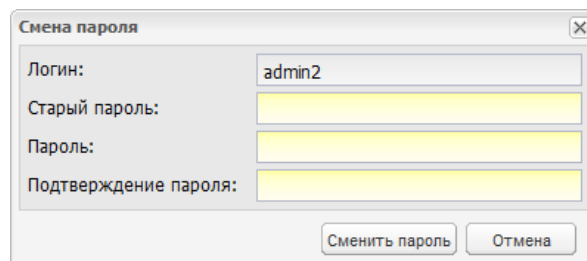 Смена пароля
Логин: admin2
Старый пароль:
Пароль:
Подтверждение пароля:
Сменить пароль Отмена